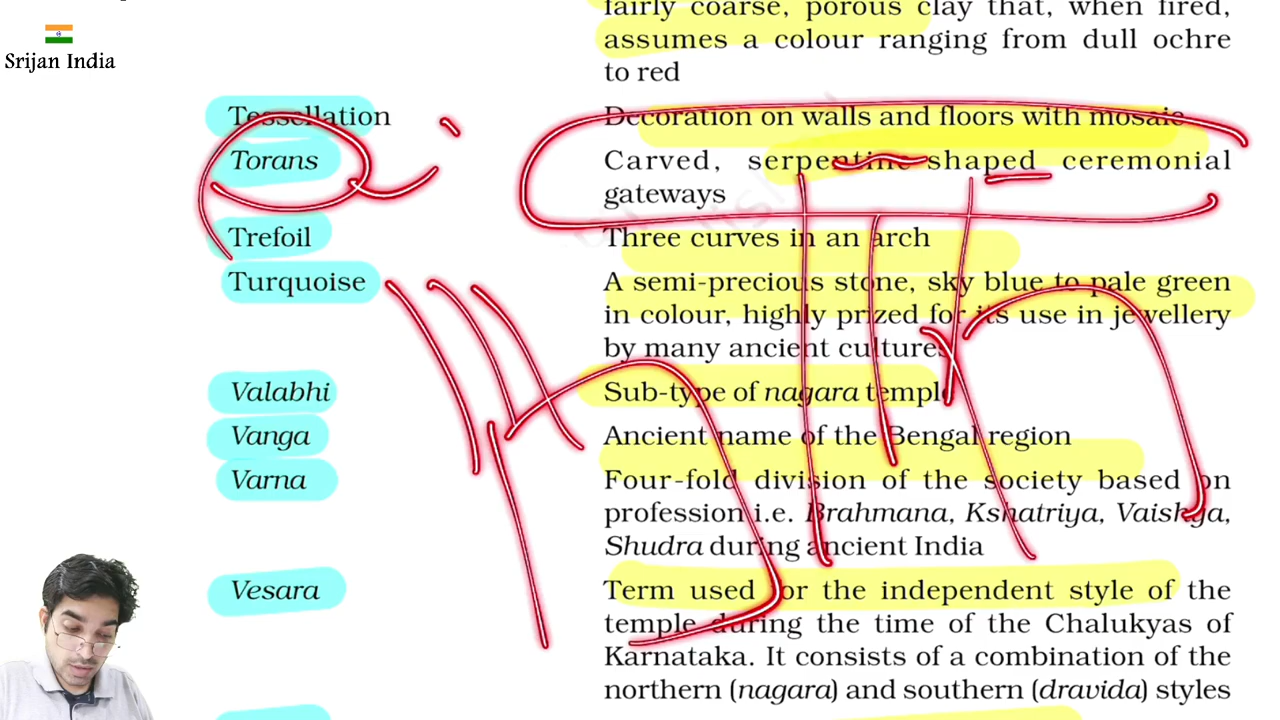 fairly coarse, porous clay that, when fired,
Srijan India
assumes a colour ranging from dull ochre
to red
Tessellation Decoration on walls and floors with mosaic
Torans Carved, serpentine shaped ceremonial
gateways
Trefoil Three curves in an arch
Turquoise A semi-precious stone, sky blue to pale green
in colour, highly prized for its use in jewellery
by many ancient cultures
Valabhi Sub-type of nagara temple
Vanga Ancient name of the Bengal region
Varna Four-fold division of the society based on
profession i.e. Brahmana, Kshatriya, Vaishya,
Shudra during ancient India
Vesara Term used for the independent style of the
temple during the time of the Chalukyas of
Karnataka. It consists of a combination of the
northern (nagara) and southern (dravida) styles